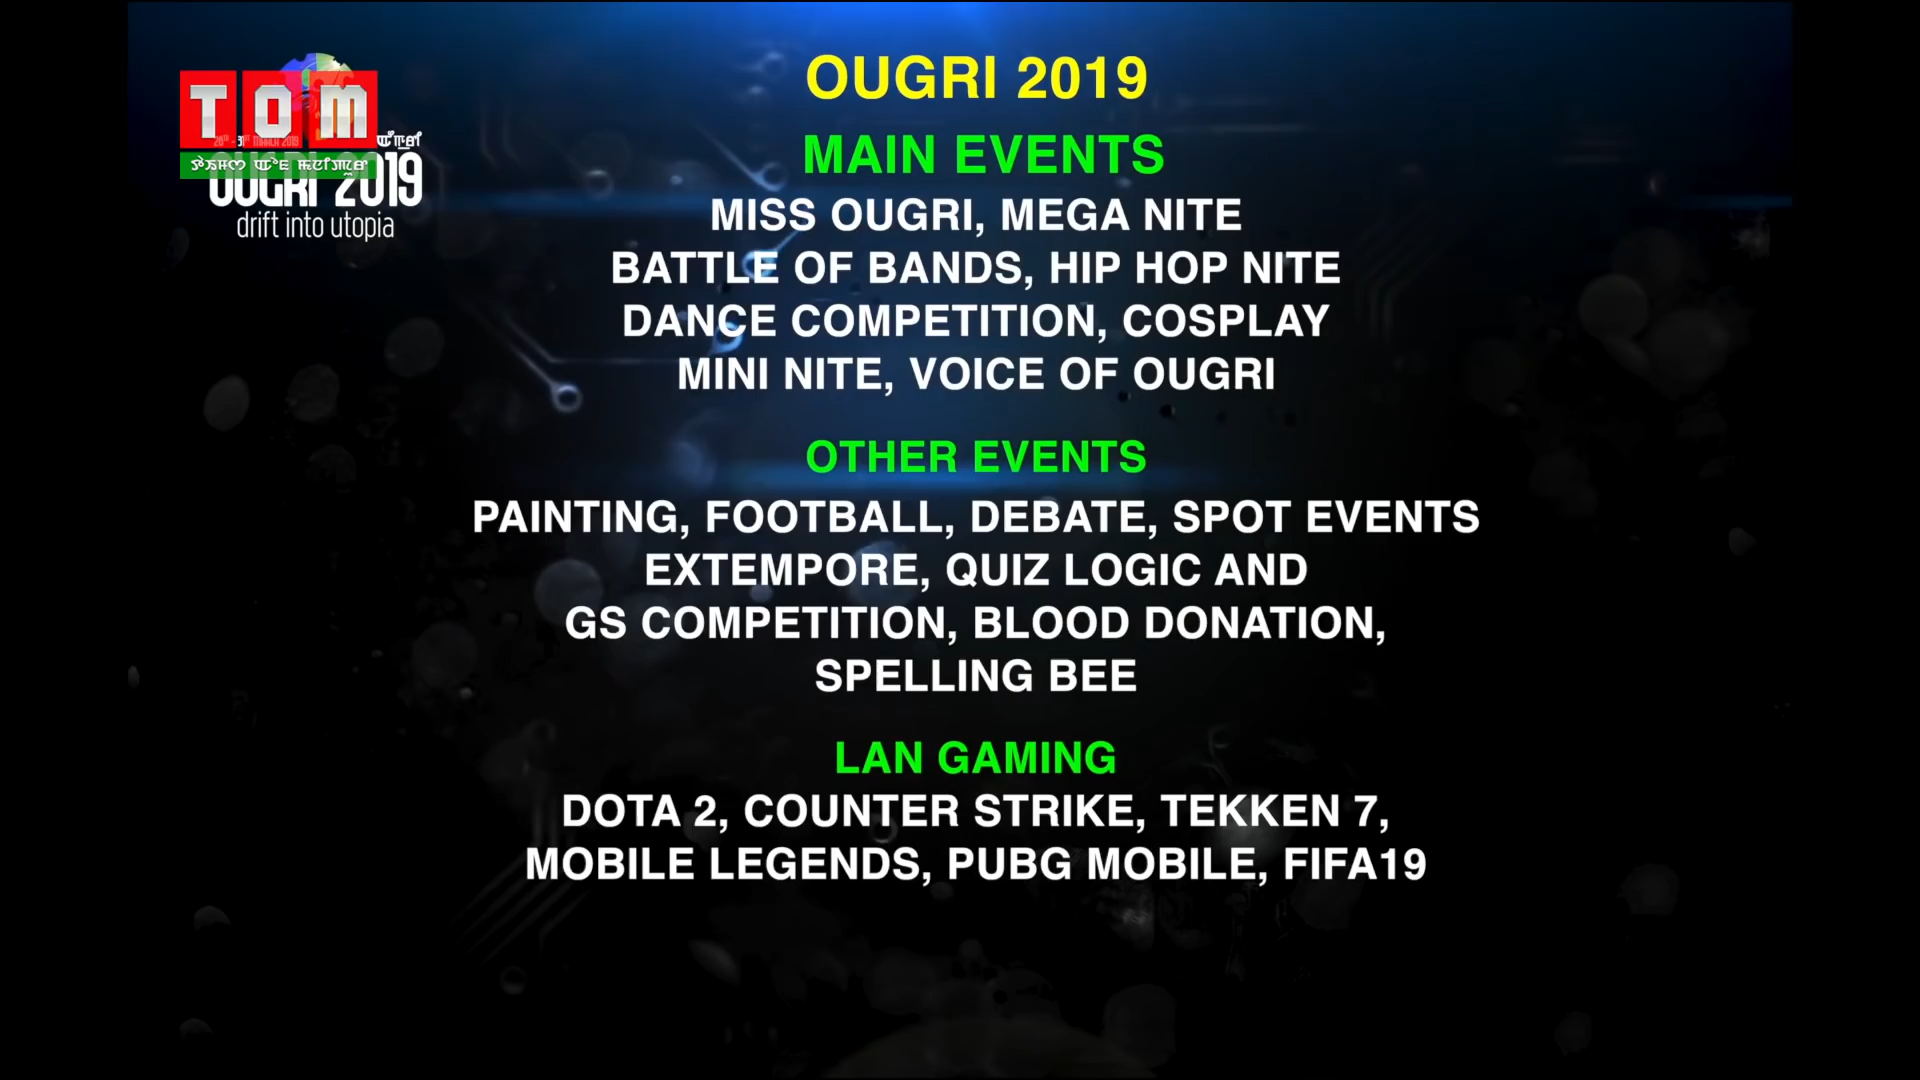 TOM
OUGRI 2019
drift into utopia
OUGRI 2019
MAIN EVENTS
MISS OUGRI, MEGA NITE
BATTLE OF BANDS, HIP HOP NITE
DANCE COMPETITION, COSPLAY
MINI NITE, VOICE OF OUGRI
OTHER EVENTS
PAINTING, FOOTBALL, DEBATE, SPOT EVENTS
EXTEMPORE, QUIZ LOGIC AND
GS COMPETITION, BLOOD DONATION,
SPELLING BEE
LAN GAMING
DOTA 2, COUNTER STRIKE, TEKKEN 7,
MOBILE LEGENDS, PUBG MOBILE, FIFA19